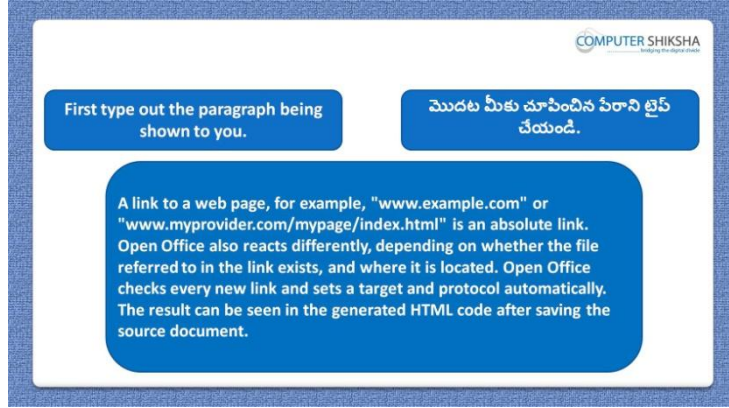 COMPUTER SHIKSHA
...bridging the digital divide
First type out the paragraph being
shown to you.
మొదట మీకు చూపించిన పేరాని టైప్
చేయండి.
A link to a web page, for example, "www.example.com" or
"www.myprovider.com/mypage/index.html" is an absolute link.
Open Office also reacts differently, depending on whether the file
referred to in the link exists, and where it is located. Open Office
checks every new link and sets a target and protocol automatically.
The result can be seen in the generated HTML code after saving the
source document.